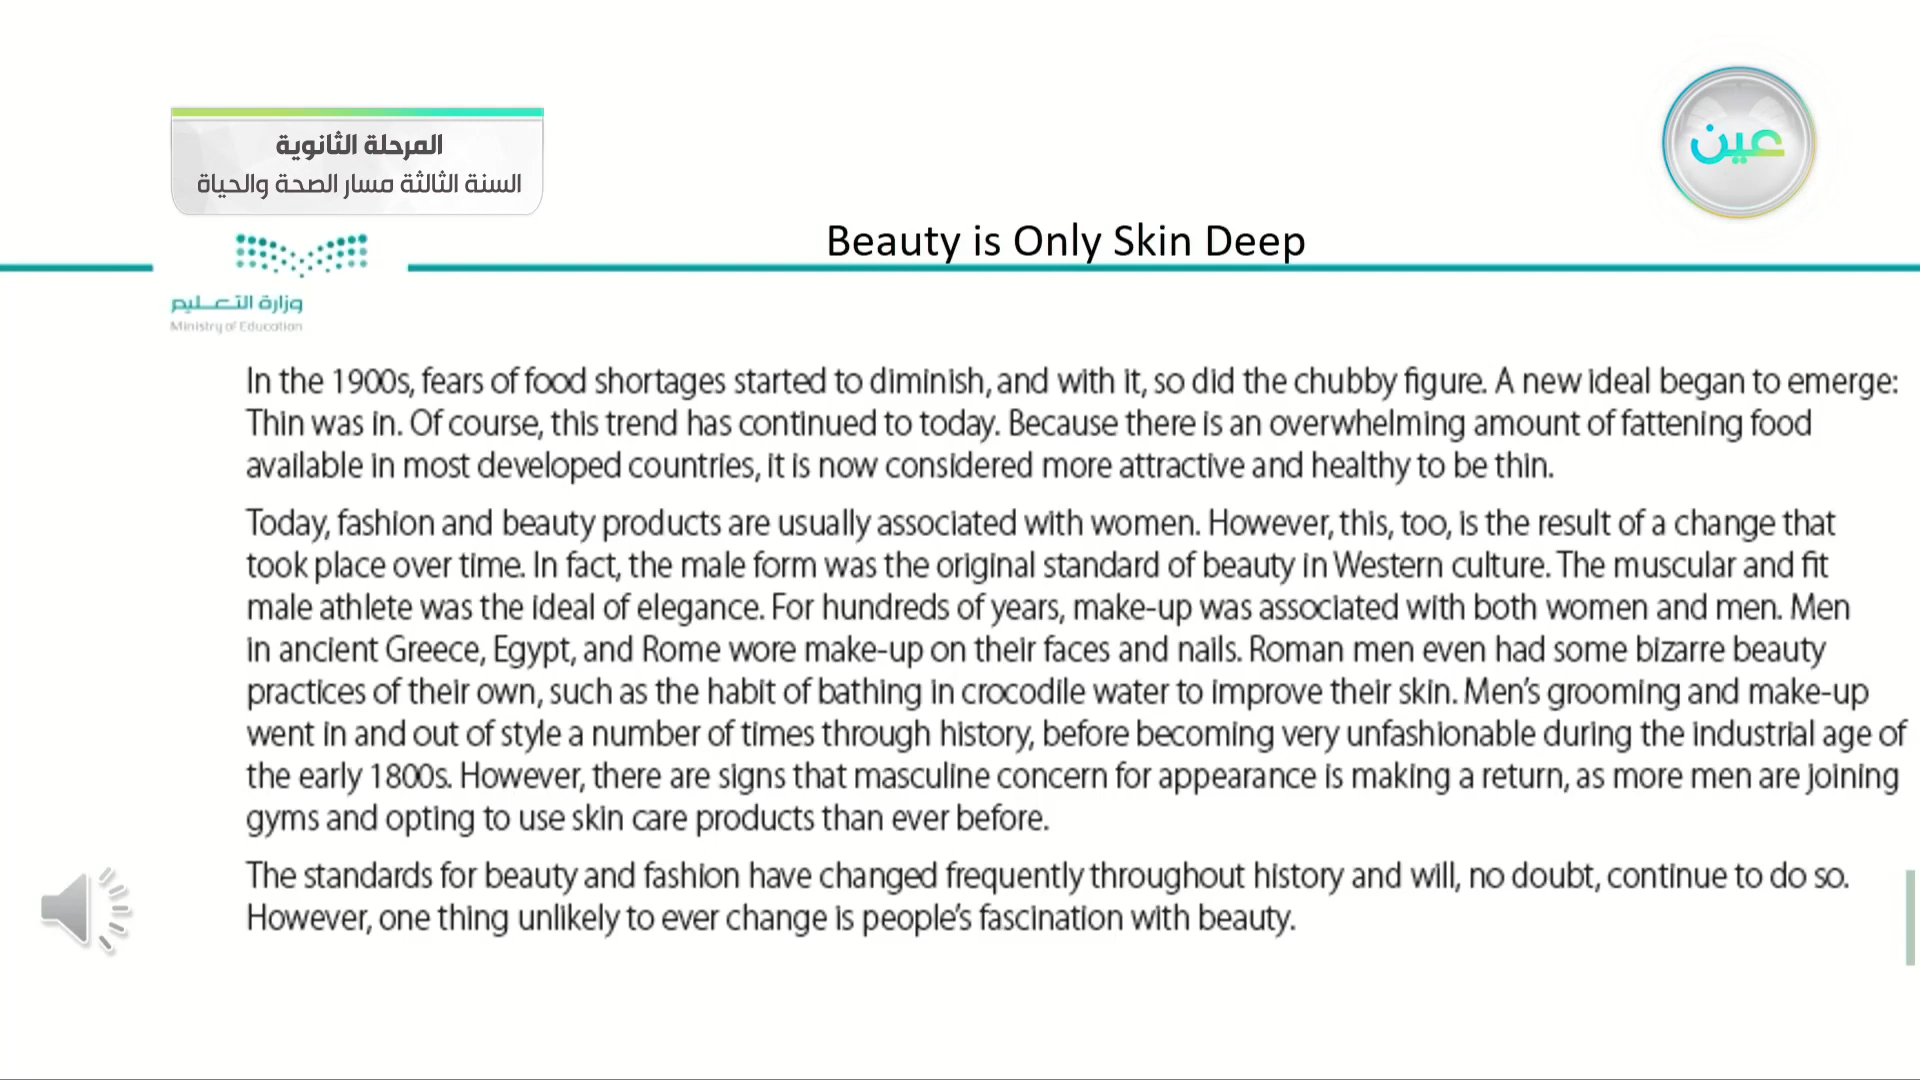 المرحلة الثانوية
السنة الثالثة مسار الصحة والحياة
عين
Beauty is Only Skin Deep
وزارة التعليم
Ministry of Education
In the 1900s, fears of food shortages started to diminish, and with it, so did the chubby figure. A new ideal began to emerge:
Thin was in. Of course, this trend has continued to today. Because there is an overwhelming amount of fattening food
available in most developed countries, it is now considered more attractive and healthy to be thin.
Today, fashion and beauty products are usually associated with women. However, this, too, is the result of a change that
took place over time. In fact, the male form was the original standard of beauty in Western culture. The muscular and fit
male athlete was the ideal of elegance. For hundreds of years, make-up was associated with both women and men. Men
in ancient Greece, Egypt, and Rome wore make-up on their faces and nails. Roman men even had some bizarre beauty
practices of their own, such as the habit of bathing in crocodile water to improve their skin. Men's grooming and make-up
went in and out of style a number of times through history, before becoming very unfashionable during the industrial age of
the early 1800s. However, there are signs that masculine concern for appearance is making a return, as more men are joining
gyms and opting to use skin care products than ever before.
The standards for beauty and fashion have changed frequently throughout history and will, no doubt, continue to do so.
However, one thing unlikely to ever change is people's fascination with beauty.